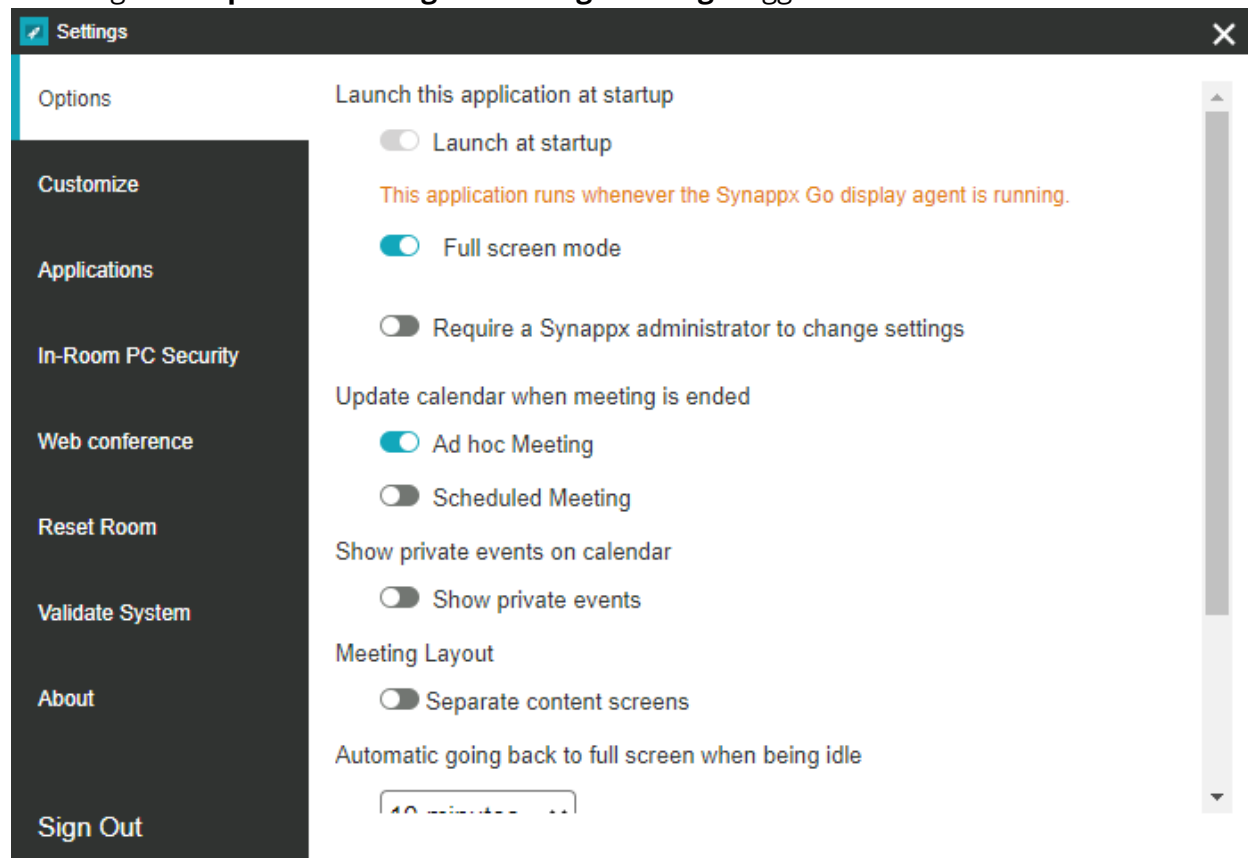 Settings
Options
Launch this application at startup
Launch at startup
Customize
This application runs whenever the Synappx Go display agent is running.
Full screen mode
Applications
Require a Synappx administrator to change settings
In-Room PC Security
Update calendar when meeting is ended
Web conference
Ad hoc Meeting
Scheduled Meeting
Reset Room
Show private events on calendar
Show private events
Validate System
Meeting Layout
About
Separate content screens
Automatic going back to full screen when being idle
10 minutes
Sign Out